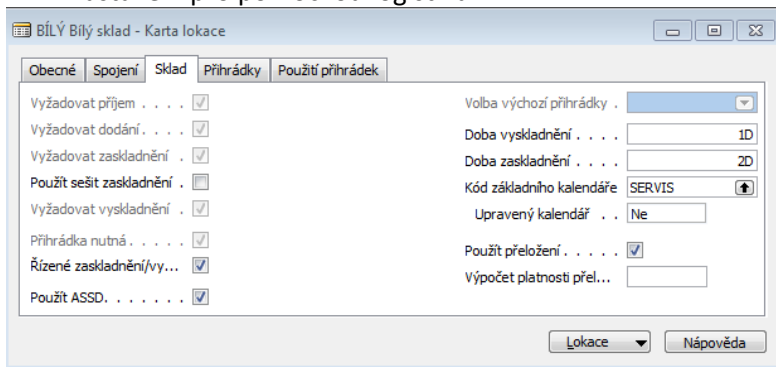 BÍLÝ Bílý sklad - Karta lokace
Obecné Spojení Sklad Přihrádky Použití přihrádek
Vyžadovat příjem . . . .
Vyžadovat dodání. . . . .
Vyžadovat zaskladnění .
Použít sešit zaskladnění .
Vyžadovat vyskladnění .
Přihrádka nutná. . . . . .
Řízené zaskladnění/vy...
Použít ASSD. . . . . . .
Volba výchozí přihrádky .
Doba vyskladnění . . . . 1D
Doba zaskladnění . . . . 2D
Kód základního kalendáře SERVIS
Upravený kalendář . . Ne
Použít přeložení . . . . .
Výpočet platnosti přel...
Lokace Nápověda